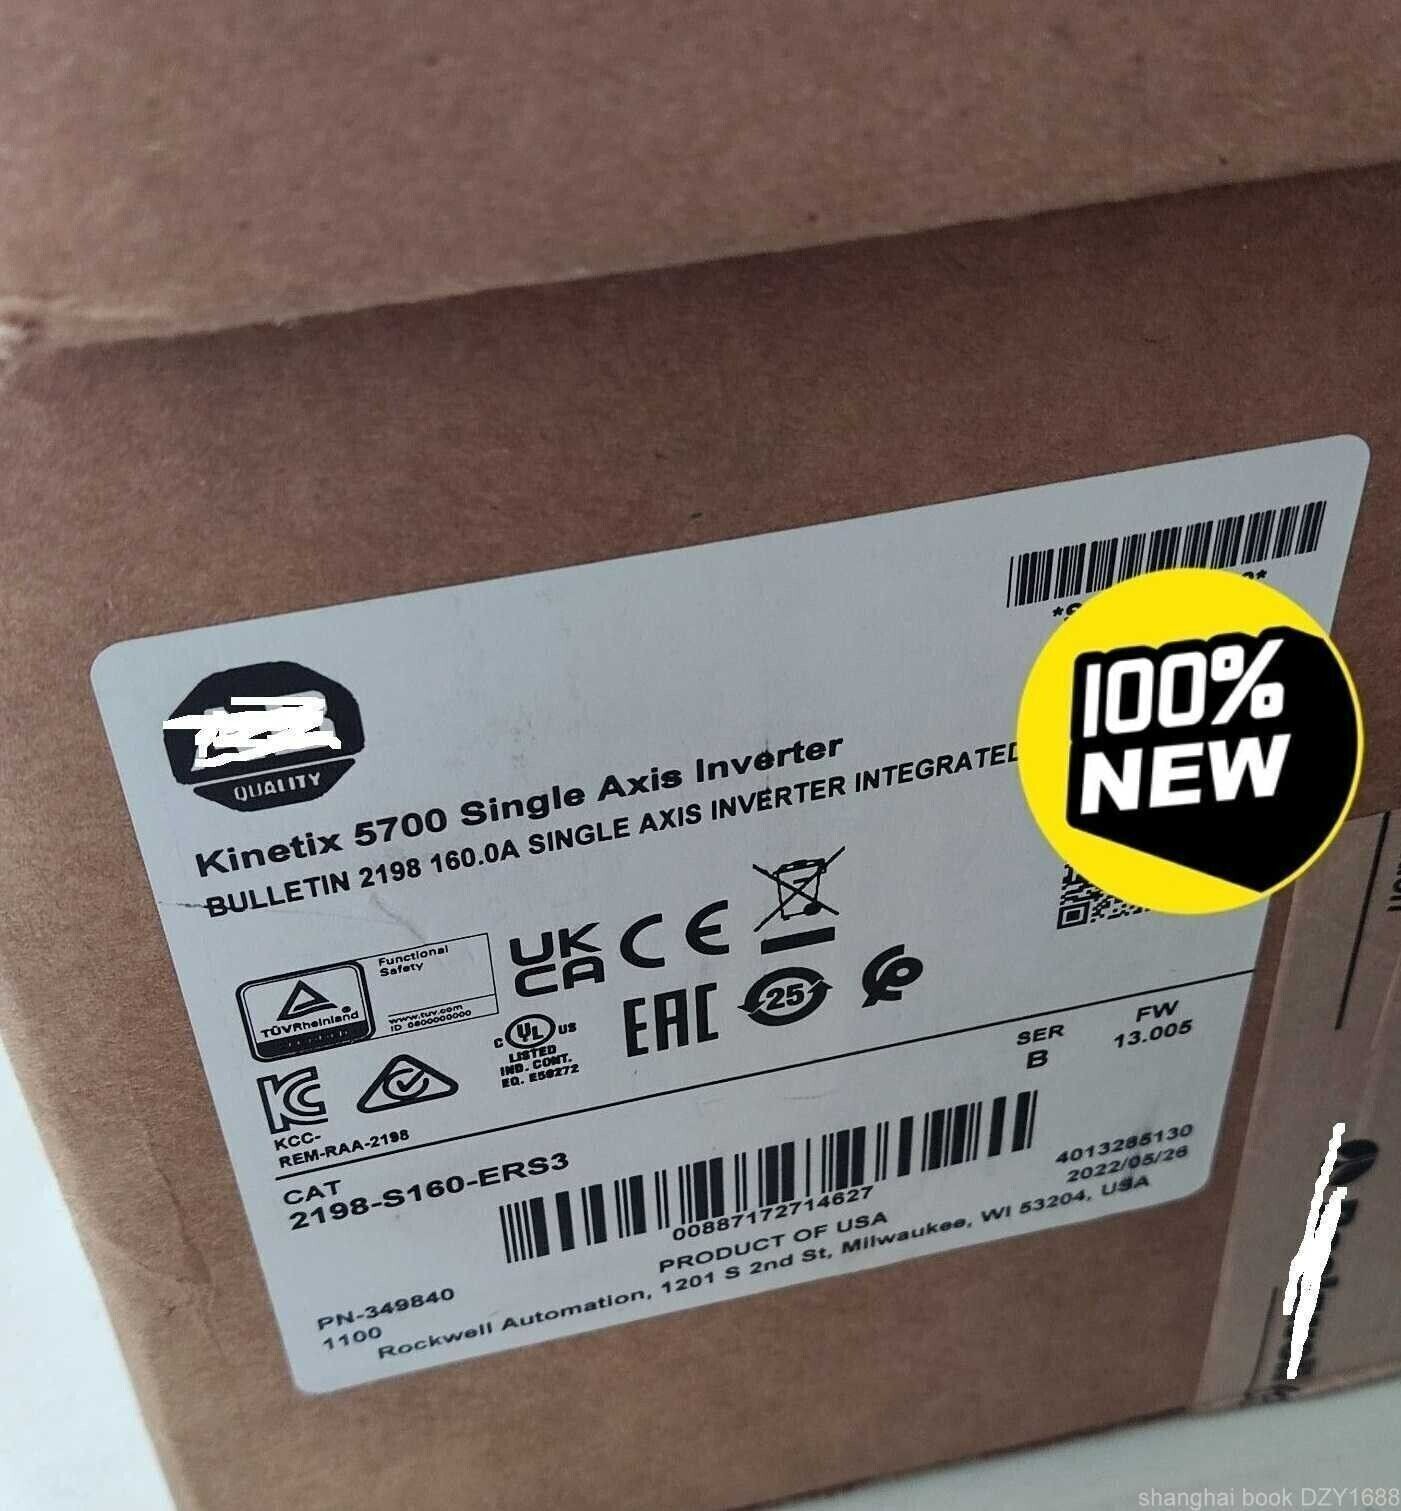 100%
NEW
QUALITY
Kinetix 5700 Single Axis Inverter
BULLETIN 2198 160.0A SINGLE AXIS INVERTER INTEGRATED
Functional
Safety
TÜVRheinland
www.tuv.com
ID 0600000000
UK
CA
CE
EAC
25
C UL US
LISTED
IND. CONT.
EQ. E59272
KCC-
REM-RAA-2198
SER
B
FW
13.005
CAT
2198-S160-ERS3
00887172714627
4013285130
2022/05/26
PRODUCT OF USA
1201 S 2nd St, Milwaukee, WI 53204, USA
PN-349840
1100
Rockwell Automation,
shanghai book DZY1688